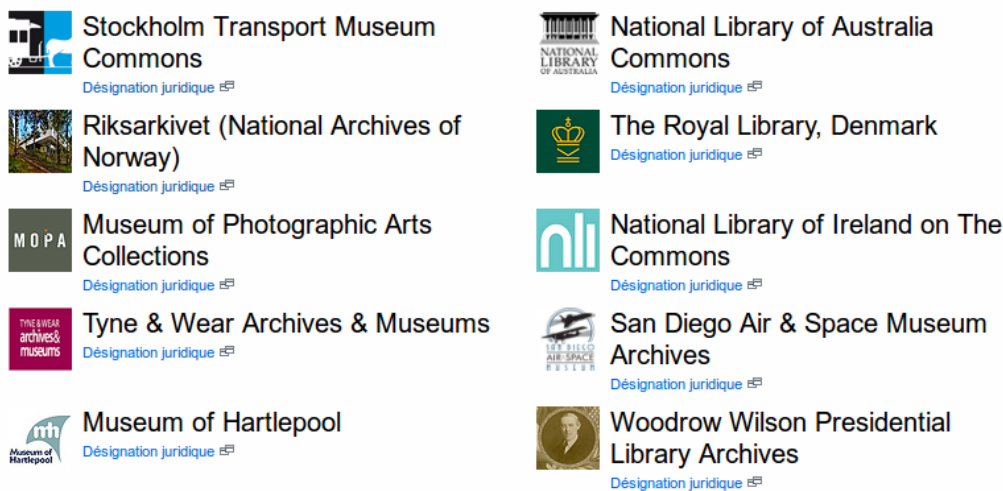 Stockholm Transport Museum
Commons
Désignation juridique
NATIONAL
LIBRARY
OF AUSTRALIA
National Library of Australia
Commons
Désignation juridique
Riksarkivet (National Archives of
Norway)
Désignation juridique
The Royal Library, Denmark
Désignation juridique
MOPA
Museum of Photographic Arts
Collections
Désignation juridique
nli
National Library of Ireland on The
Commons
Désignation juridique
TYNE & WEAR
archives&
museums
Tyne & Wear Archives & Museums
Désignation juridique
SAN DIEGO
AIR & SPACE
MUSEUM
San Diego Air & Space Museum
Archives
Désignation juridique
mh
Museum of
Hartlepool
Museum of Hartlepool
Désignation juridique
Woodrow Wilson Presidential
Library Archives
Désignation juridique